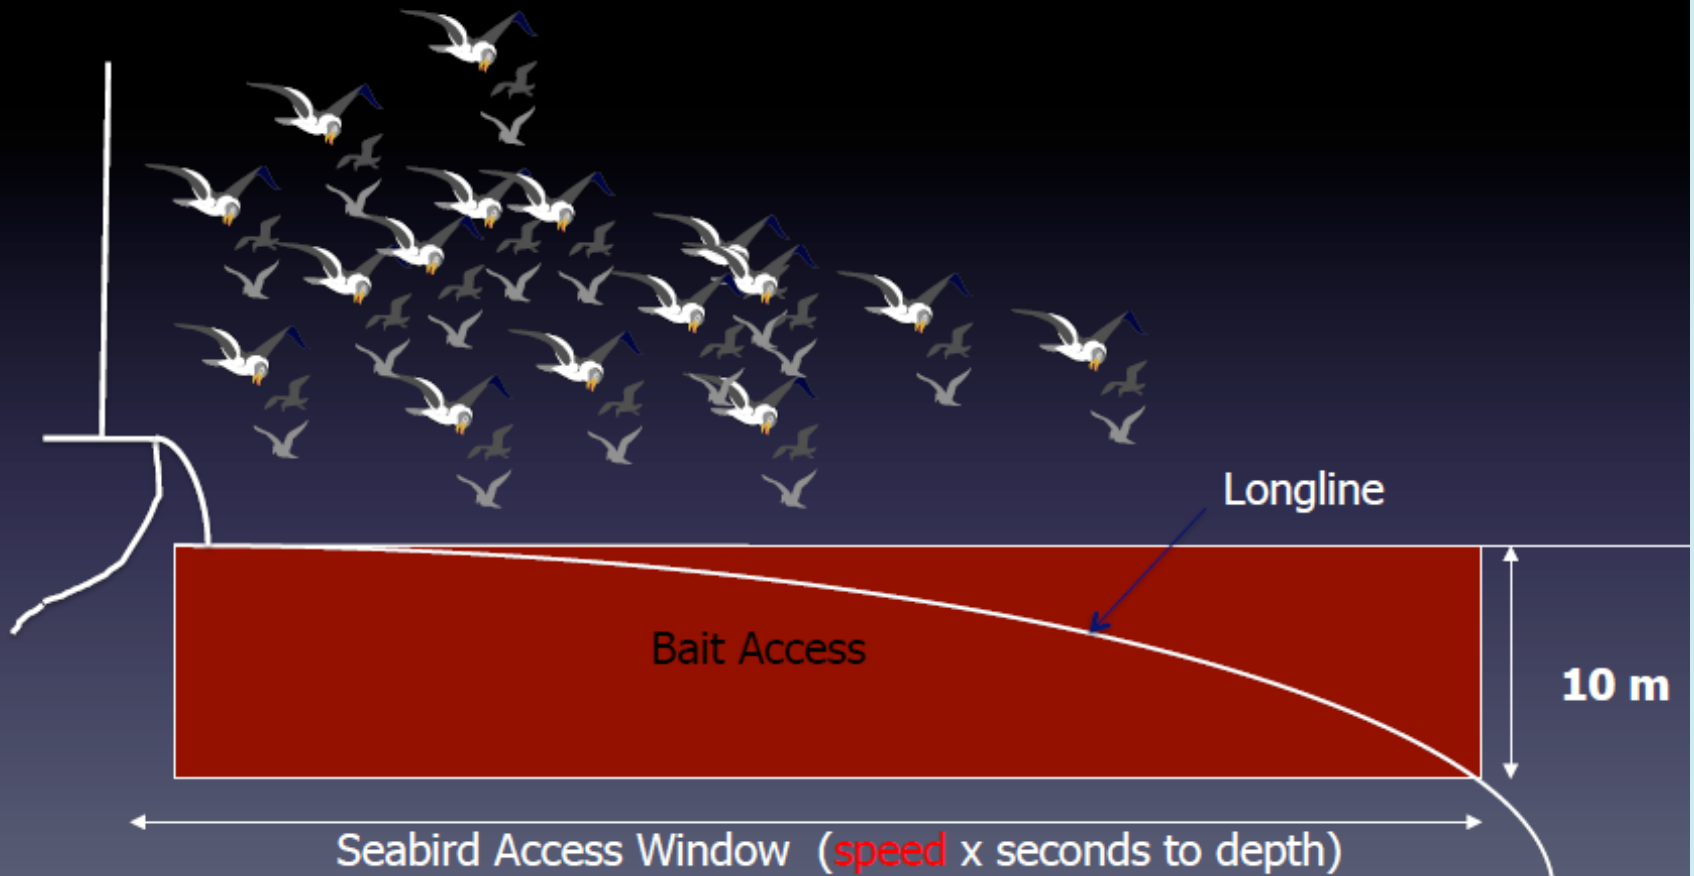 Longline
Bait Access
10 m
Seabird Access Window (speed x seconds to depth)